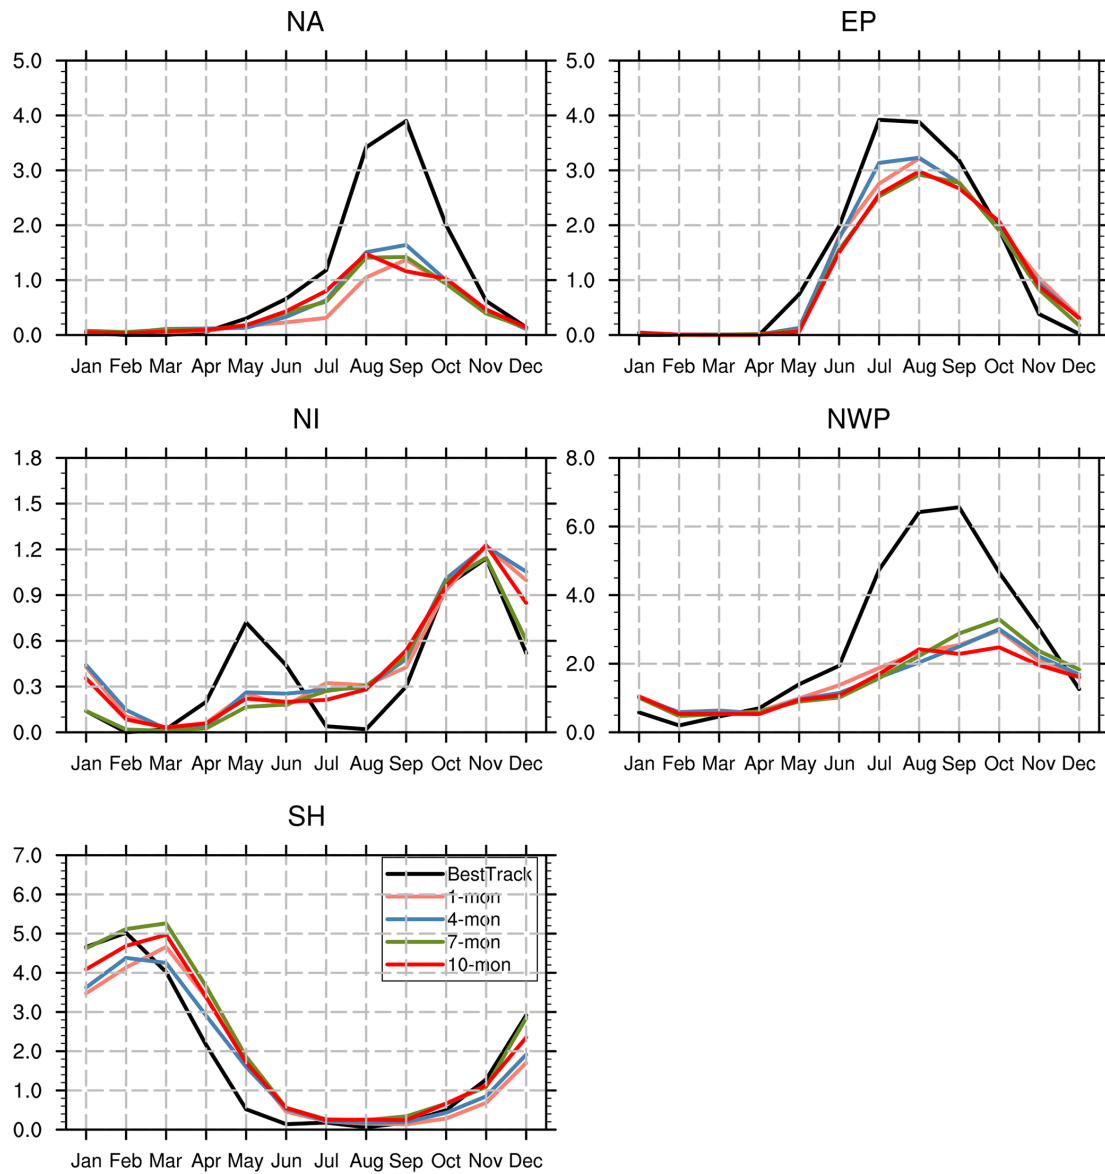 NA
5.0
4.0
3.0
2.0
1.0
0.0
Jan Feb Mar Apr May Jun Jul Aug Sep Oct Nov Dec
EP
5.0
4.0
3.0
2.0
1.0
0.0
Jan Feb Mar Apr May Jun Jul Aug Sep Oct Nov Dec
NI
1.8
1.5
1.2
0.9
0.6
0.3
0.0
Jan Feb Mar Apr May Jun Jul Aug Sep Oct Nov Dec
NWP
8.0
6.0
4.0
2.0
0.0
Jan Feb Mar Apr May Jun Jul Aug Sep Oct Nov Dec
SH
7.0
6.0
5.0
4.0
3.0
2.0
1.0
0.0
BestTrack
1-mon
4-mon
7-mon
10-mon
Jan Feb Mar Apr May Jun Jul Aug Sep Oct Nov Dec